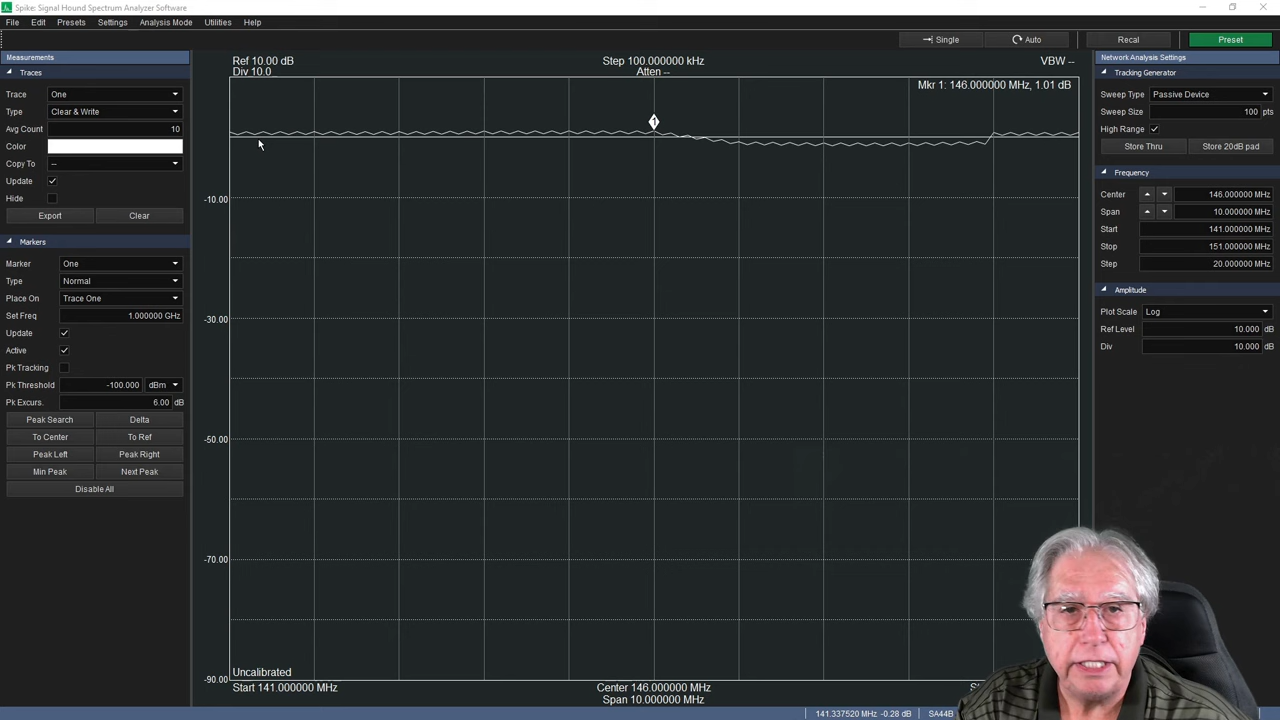 Spike: Signal Hound Spectrum Analyzer Software
File Edit Presets Settings Analysis Mode Utilities Help
Single Auto Recal Preset
Measurements
Traces
Trace One
Type Clear & Write
Avg Count 10
Color
Copy To --
Update
Hide
Export Clear
Markers
Marker One
Type Normal
Place On Trace One
Set Freq 1.000000 GHz
Update
Active
Pk Tracking
Pk Threshold -100.000 dBm
Pk Excurs. 6.00 dB
Peak Search Delta
To Center To Ref
Peak Left Peak Right
Min Peak Next Peak
Disable All
Ref 10.00 dB Step 100.000000 kHz VBW --
Div 10.0 Atten --
Mkr 1: 146.000000 MHz, 1.01 dB
1
-10.00
-30.00
-50.00
-70.00
-90.00
Uncalibrated
Start 141.000000 MHz Center 146.000000 MHz
Span 10.000000 MHz
Network Analysis Settings
Tracking Generator
Sweep Type Passive Device
Sweep Size 100 pts
High Range
Store Thru Store 20dB pad
Frequency
Center 146.000000 MHz
Span 10.000000 MHz
Start 141.000000 MHz
Stop 151.000000 MHz
Step 20.000000 MHz
Amplitude
Plot Scale Log
Ref Level 10.000 dB
Div 10.000 dB
141.337520 MHz -0.28 dB SA44B